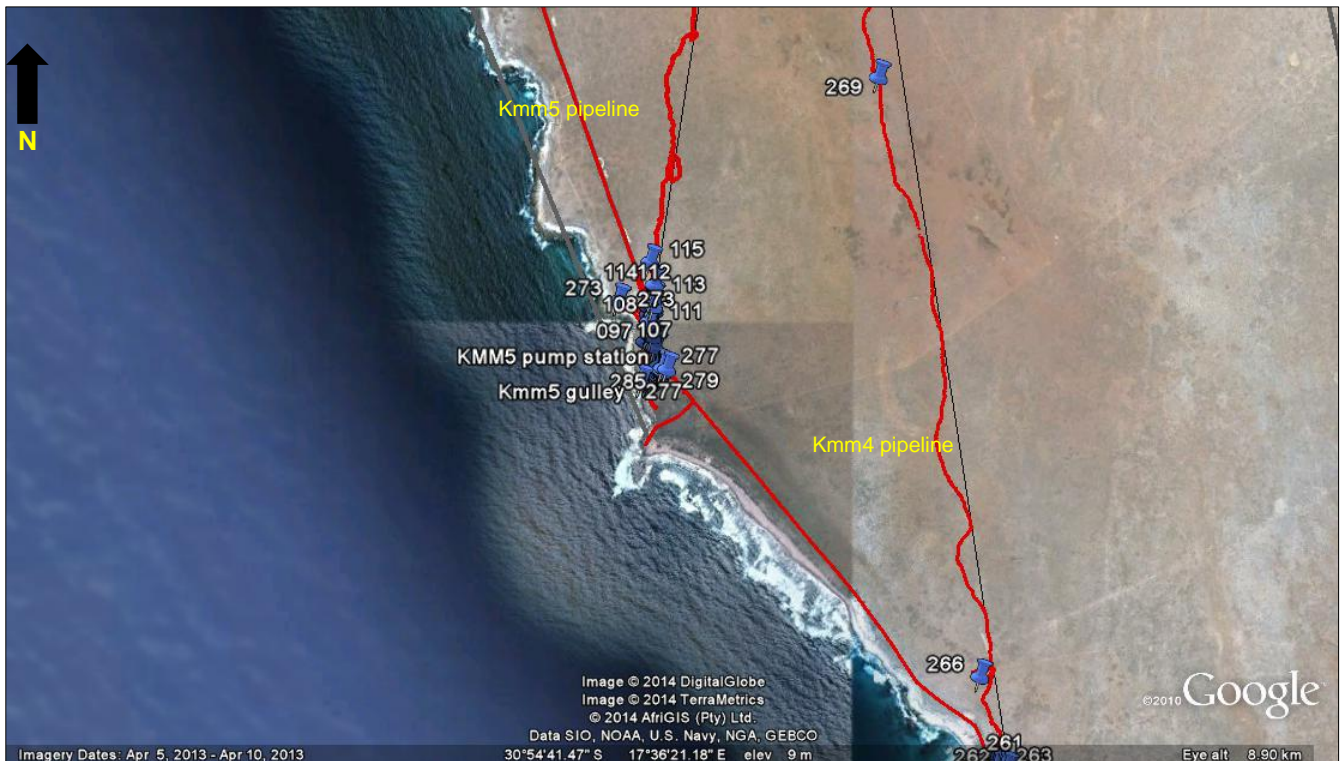 N
Kmm5 pipeline
269
115
114 112
273
113
108 273
111
097 107
KMM5 pump station
277
285
279
Kmm5 gulley
277
Kmm4 pipeline
266
261
262
263
Image © 2014 DigitalGlobe
Image © 2014 TerraMetrics
© 2014 AfriGIS (Pty) Ltd.
Data SIO, NOAA, U.S. Navy, NGA, GEBCO
©2010 Google
Imagery Dates: Apr 5, 2013 - Apr 10, 2013
30°54'41.47" S 17°36'21.18" E elev 9 m
Eye alt 8.90 km